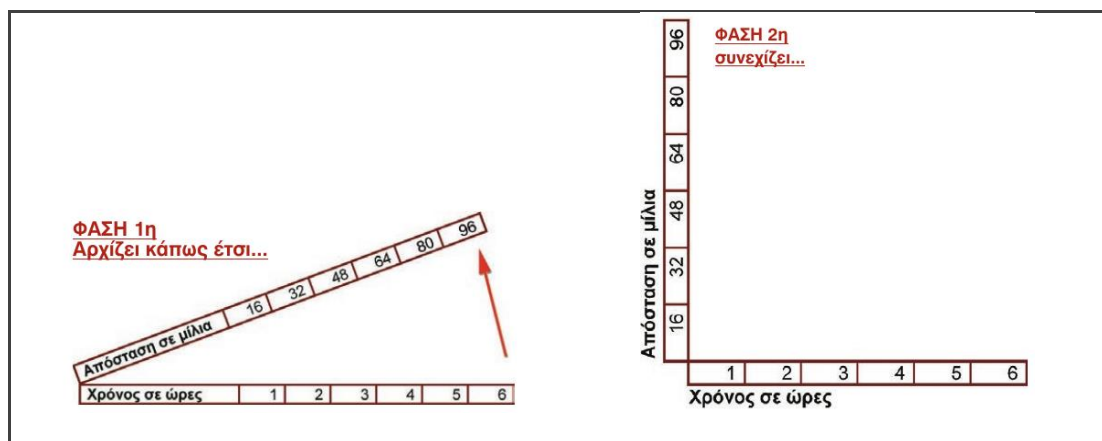 ΦΑΣΗ 1η
Αρχίζει κάπως έτσι...
Απόσταση σε μίλια 16 32 48 64 80 96
Χρόνος σε ώρες 1 2 3 4 5 6
ΦΑΣΗ 2η
συνεχίζει...
Απόσταση σε μίλια
16 32 48 64 80 96
1 2 3 4 5 6
Χρόνος σε ώρες